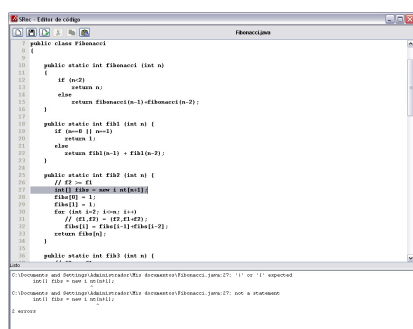 SRec - Editor de código
Fibonacci.java
7 public class Fibonacci
8 {
9
10 public static int fibonacci (int n)
11 {
12 if (n<2)
13 return n;
14 else
15 return fibonacci(n-1)+fibonacci(n-2);
16 }
17
18 public static int fib1 (int n) {
19 if (n==0 || n==1)
20 return 1;
21 else
22 return fib1(n-1) + fib1(n-2);
23 }
24
25 public static int fib2 (int n) {
26 // f2 >= f1
27 int[] fibs = new i nt[n+1];
28 fibs[0] = 1;
29 fibs[1] = 1;
30 for (int i=2; i<=n; i++)
31 // (f1,f2) = (f2,f1+f2);
32 fibs[i] = fibs[i-1]+fibs[i-2];
33 return fibs[n];
34 }
35
36 public static int fib3 (int n) {
Listo
C:\Documents and Settings\Administrador\Mis documentos\Fibonacci.java:27: '(' or '[' expected
int[] fibs = new i nt[n+1];
^
C:\Documents and Settings\Administrador\Mis documentos\Fibonacci.java:27: not a statement
int[] fibs = new i nt[n+1];
^
2 errors